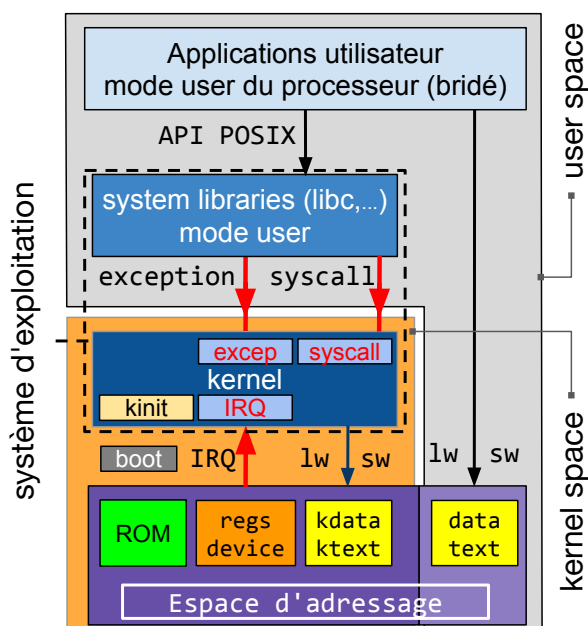 Applications utilisateur
mode user du processeur (bridé)
API POSIX
system libraries (libc,...)
mode user
exception
syscall
excep
syscall
kernel
kinit
IRQ
boot
IRQ
lw
sw
lw
sw
ROM
regs
device
kdata
ktext
data
text
Espace d'adressage
système d'exploitation
user space
kernel space